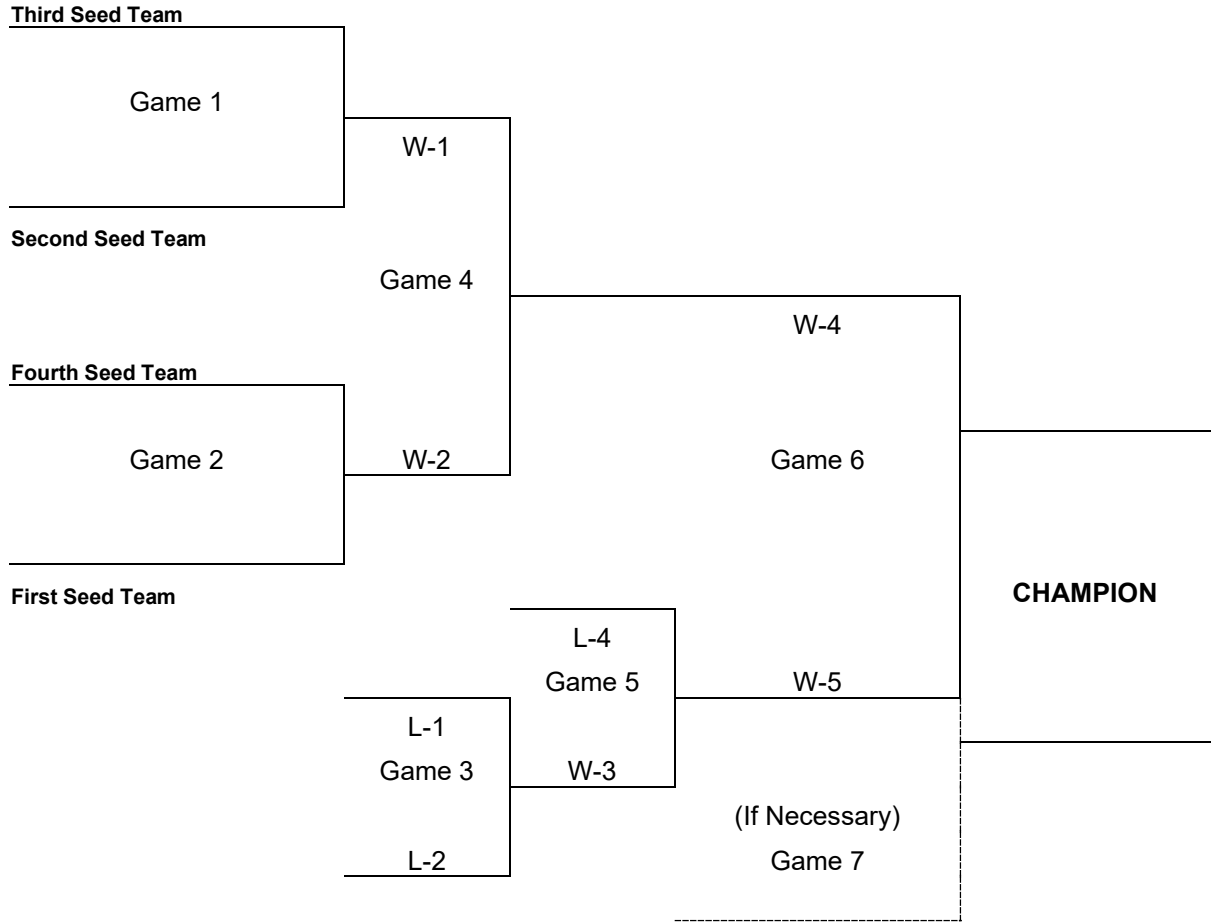 Third Seed Team
Game 1
W-1
Second Seed Team
Game 4
W-4
Fourth Seed Team
Game 2
W-2
Game 6
First Seed Team
CHAMPION
L-4
Game 5
W-5
L-1
Game 3
W-3
(If Necessary)
L-2
Game 7